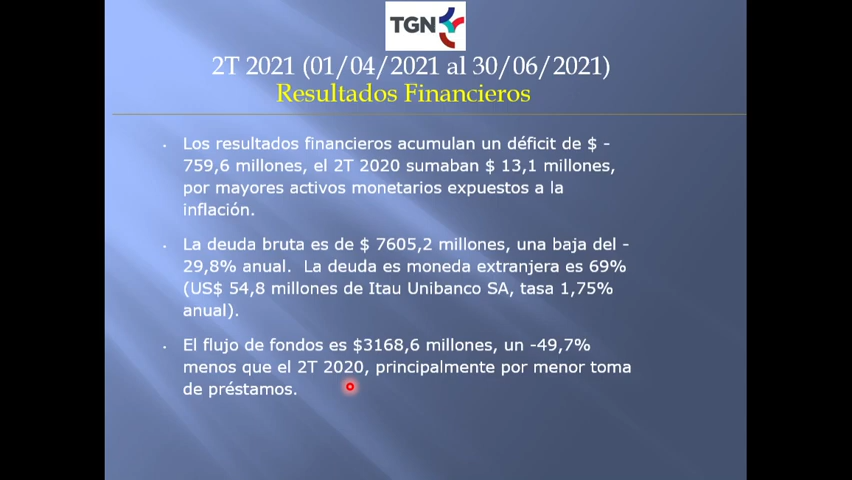 TGN
2T 2021 (01/04/2021 al 30/06/2021)
Resultados Financieros
Los resultados financieros acumulan un déficit de $ -
759,6 millones, el 2T 2020 sumaban $ 13,1 millones,
por mayores activos monetarios expuestos a la
inflación.
La deuda bruta es de $ 7605,2 millones, una baja del -
29,8% anual. La deuda es moneda extranjera es 69%
(US$ 54,8 millones de Itau Unibanco SA, tasa 1,75%
anual).
El flujo de fondos es $3168,6 millones, un -49,7%
menos que el 2T 2020, principalmente por menor toma
de préstamos.